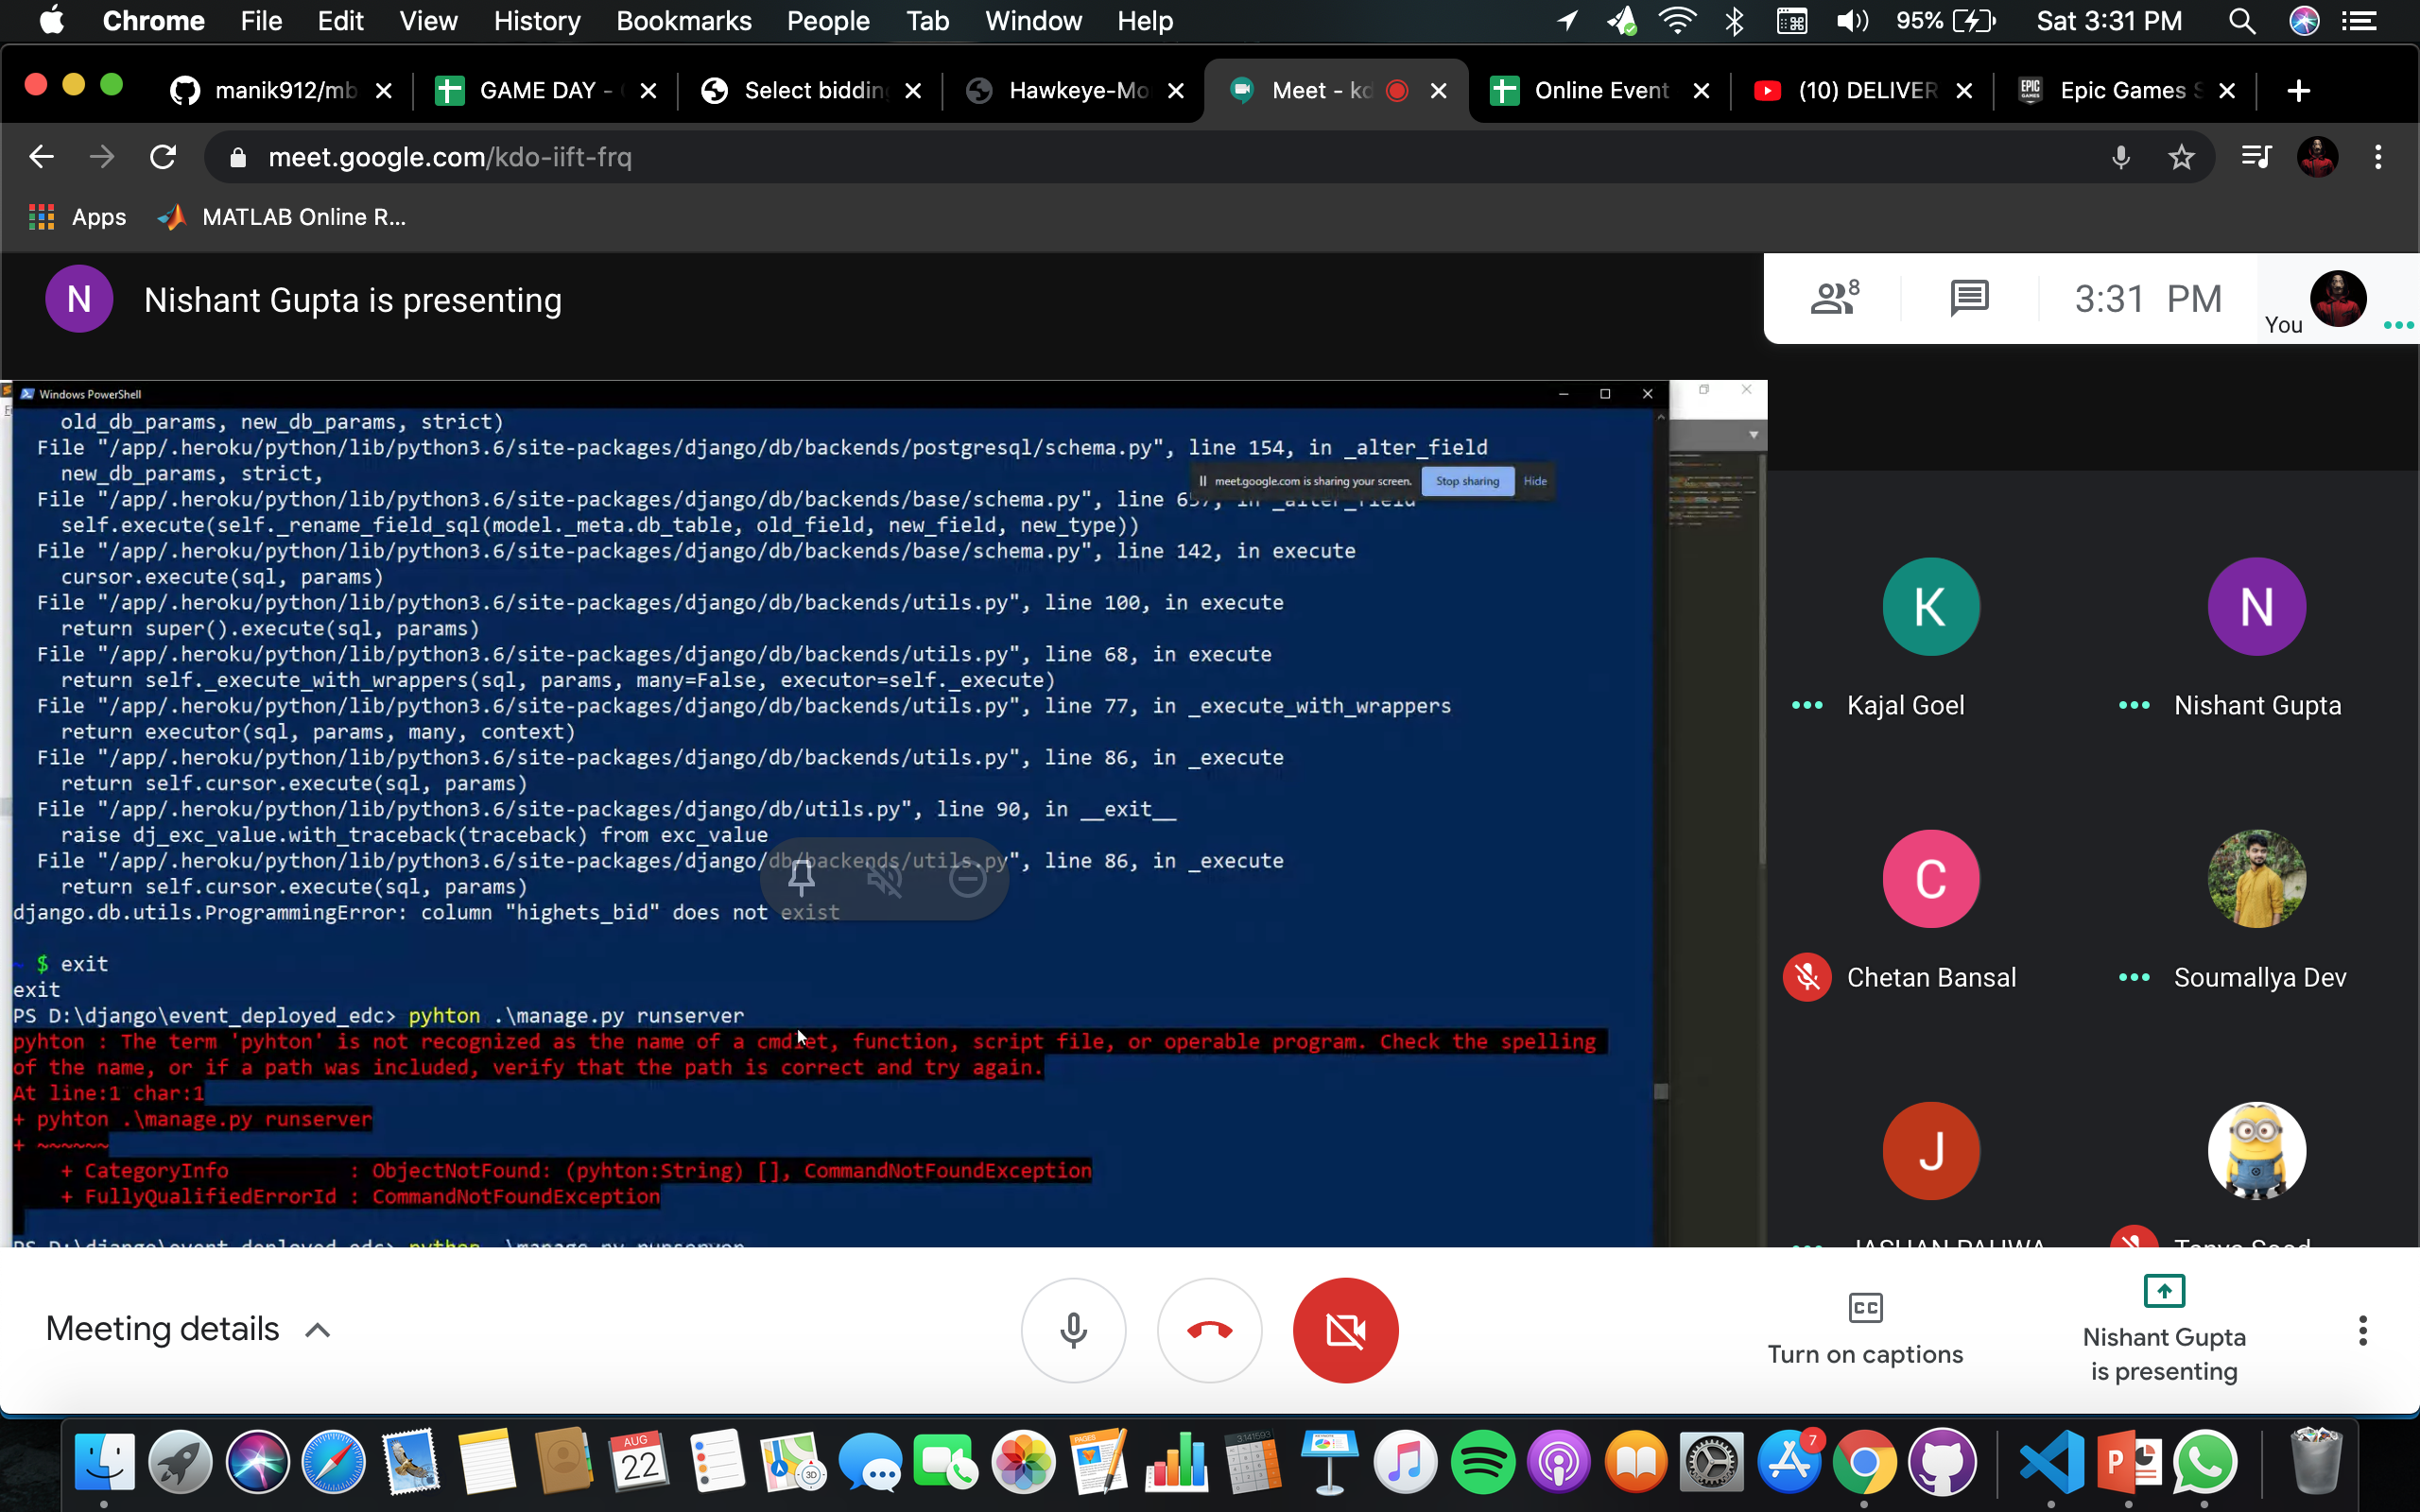 Chrome File Edit View History Bookmarks People Tab Window Help 95% Sat 3:31 PM
manik912/mb GAME DAY - Select biddin Hawkeye-Mo Meet - kd Online Event (10) DELIVER EPIC GAMES Epic Games S
meet.google.com/kdo-iift-frq
Apps MATLAB Online R...
N Nishant Gupta is presenting
8 3:31 PM You
Windows PowerShell
old_db_params, new_db_params, strict)
File "/app/.heroku/python/lib/python3.6/site-packages/django/db/backends/postgresql/schema.py", line 154, in _alter_field
new_db_params, strict,
meet.google.com is sharing your screen. Stop sharing Hide
File "/app/.heroku/python/lib/python3.6/site-packages/django/db/backends/base/schema.py", line in _alter_field
self.execute(self._rename_field_sql(model._meta.db_table, old_field, new_field, new_type))
File "/app/.heroku/python/lib/python3.6/site-packages/django/db/backends/base/schema.py", line 142, in execute
cursor.execute(sql, params)
File "/app/.heroku/python/lib/python3.6/site-packages/django/db/backends/utils.py", line 100, in execute
return super().execute(sql, params)
File "/app/.heroku/python/lib/python3.6/site-packages/django/db/backends/utils.py", line 68, in execute
return self._execute_with_wrappers(sql, params, many=False, executor=self._execute)
File "/app/.heroku/python/lib/python3.6/site-packages/django/db/backends/utils.py", line 77, in _execute_with_wrappers
return executor(sql, params, many, context)
File "/app/.heroku/python/lib/python3.6/site-packages/django/db/backends/utils.py", line 86, in _execute
return self.cursor.execute(sql, params)
File "/app/.heroku/python/lib/python3.6/site-packages/django/db/utils.py", line 90, in __exit__
raise dj_exc_value.with_traceback(traceback) from exc_value
File "/app/.heroku/python/lib/python3.6/site-packages/django/db/backends/utils.py", line 86, in _execute
return self.cursor.execute(sql, params)
django.db.utils.ProgrammingError: column "highets_bid" does not exist
~ $ exit
exit
PS D:\django\event_deployed_edc> pyhton .\manage.py runserver
pyhton : The term 'pyhton' is not recognized as the name of a cmdlet, function, script file, or operable program. Check the spelling
of the name, or if a path was included, verify that the path is correct and try again.
At line:1 char:1
+ pyhton .\manage.py runserver
+ ~~~~~~
+ CategoryInfo : ObjectNotFound: (pyhton:String) [], CommandNotFoundException
+ FullyQualifiedErrorId : CommandNotFoundException
PS D:\django\event_deployed_edc> python .\manage.py runserver
K N
Kajal Goel Nishant Gupta
C
Chetan Bansal Soumallya Dev
J
JASHAN PAHWA Tanya Sood
Meeting details
CC
Turn on captions
Nishant Gupta
is presenting
AUG
22
3D
PAGES
3.141593
7
P